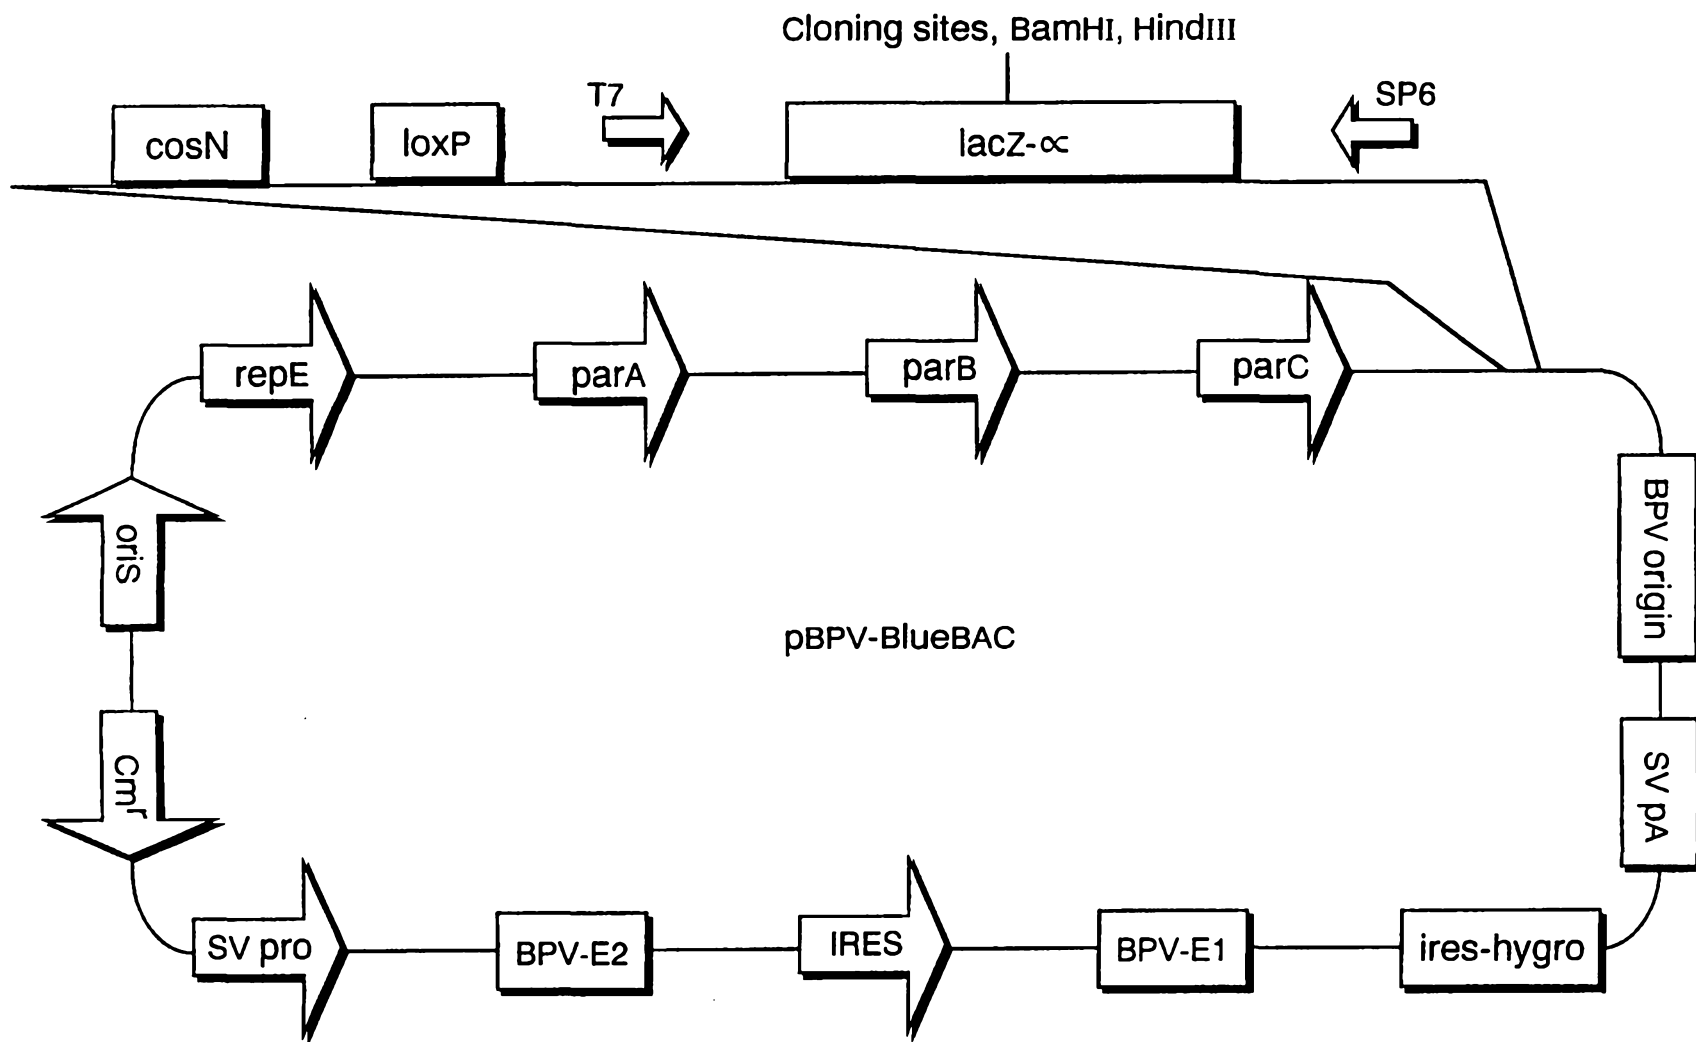 Cloning sites, BamHI, HindIII
T7
SP6
cosN
loxP
lacZ-∝
repE
parA
parB
parC
oriS
BPV origin
pBPV-BlueBAC
Cmʳ
SV pA
SV pro
BPV-E2
IRES
BPV-E1
ires-hygro